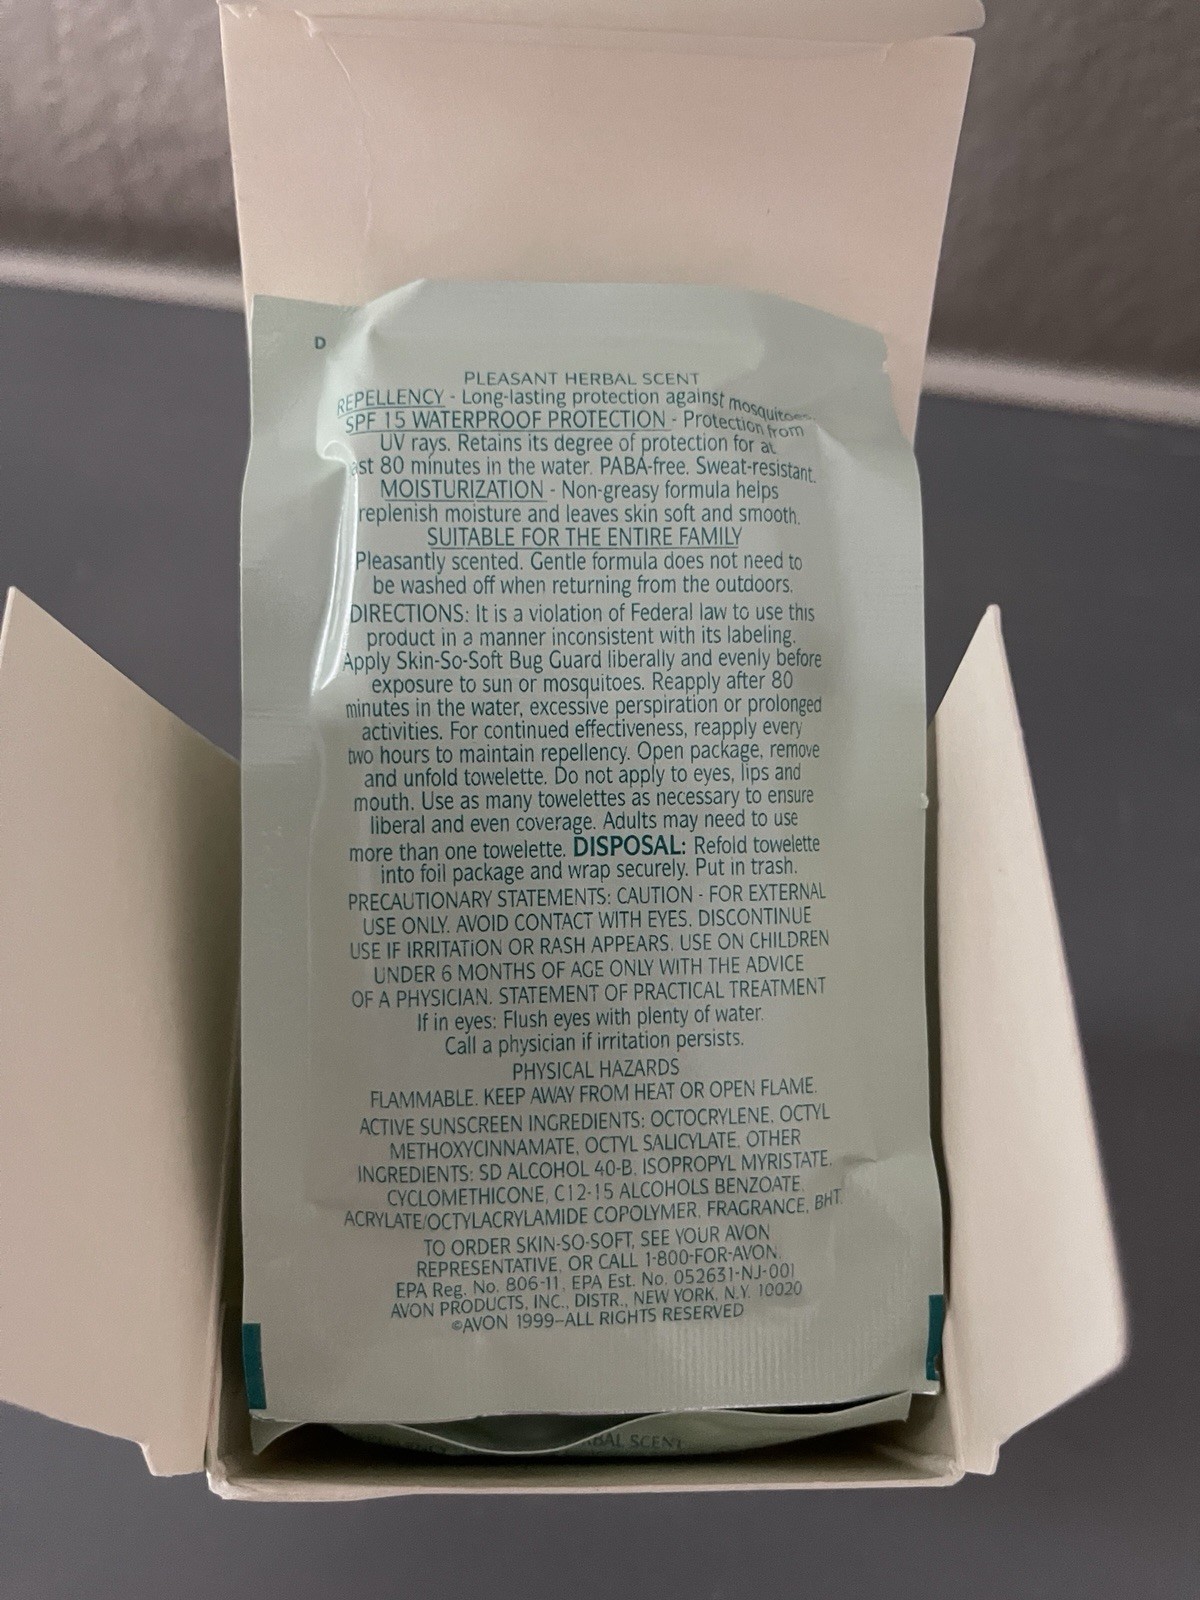 D
PLEASANT HERBAL SCENT
REPELLENCY - Long-lasting protection against mosquitoes
SPF 15 WATERPROOF PROTECTION - Protection from
UV rays. Retains its degree of protection for at
ast 80 minutes in the water. PABA-free. Sweat-resistant.
MOISTURIZATION - Non-greasy formula helps
replenish moisture and leaves skin soft and smooth.
SUITABLE FOR THE ENTIRE FAMILY
Pleasantly scented. Gentle formula does not need to
be washed off when returning from the outdoors.
DIRECTIONS: It is a violation of Federal law to use this
product in a manner inconsistent with its labeling.
Apply Skin-So-Soft Bug Guard liberally and evenly before
exposure to sun or mosquitoes. Reapply after 80
minutes in the water, excessive perspiration or prolonged
activities. For continued effectiveness, reapply every
two hours to maintain repellency. Open package, remove
and unfold towelette. Do not apply to eyes, lips and
mouth. Use as many towelettes as necessary to ensure
liberal and even coverage. Adults may need to use
more than one towelette. DISPOSAL: Refold towelette
into foil package and wrap securely. Put in trash.
PRECAUTIONARY STATEMENTS: CAUTION - FOR EXTERNAL
USE ONLY. AVOID CONTACT WITH EYES. DISCONTINUE
USE IF IRRITATION OR RASH APPEARS. USE ON CHILDREN
UNDER 6 MONTHS OF AGE ONLY WITH THE ADVICE
OF A PHYSICIAN. STATEMENT OF PRACTICAL TREATMENT
If in eyes: Flush eyes with plenty of water.
Call a physician if irritation persists.
PHYSICAL HAZARDS
FLAMMABLE. KEEP AWAY FROM HEAT OR OPEN FLAME.
ACTIVE SUNSCREEN INGREDIENTS: OCTOCRYLENE, OCTYL
METHOXYCINNAMATE, OCTYL SALICYLATE. OTHER
INGREDIENTS: SD ALCOHOL 40-B, ISOPROPYL MYRISTATE,
CYCLOMETHICONE, C12-15 ALCOHOLS BENZOATE,
ACRYLATE/OCTYLACRYLAMIDE COPOLYMER, FRAGRANCE, BHT.
TO ORDER SKIN-SO-SOFT, SEE YOUR AVON
REPRESENTATIVE, OR CALL 1-800-FOR-AVON.
EPA Reg. No. 806-11, EPA Est. No. 052631-NJ-001
AVON PRODUCTS, INC., DISTR., NEW YORK, N.Y. 10020
©AVON 1999–ALL RIGHTS RESERVED
RBAL SCENT